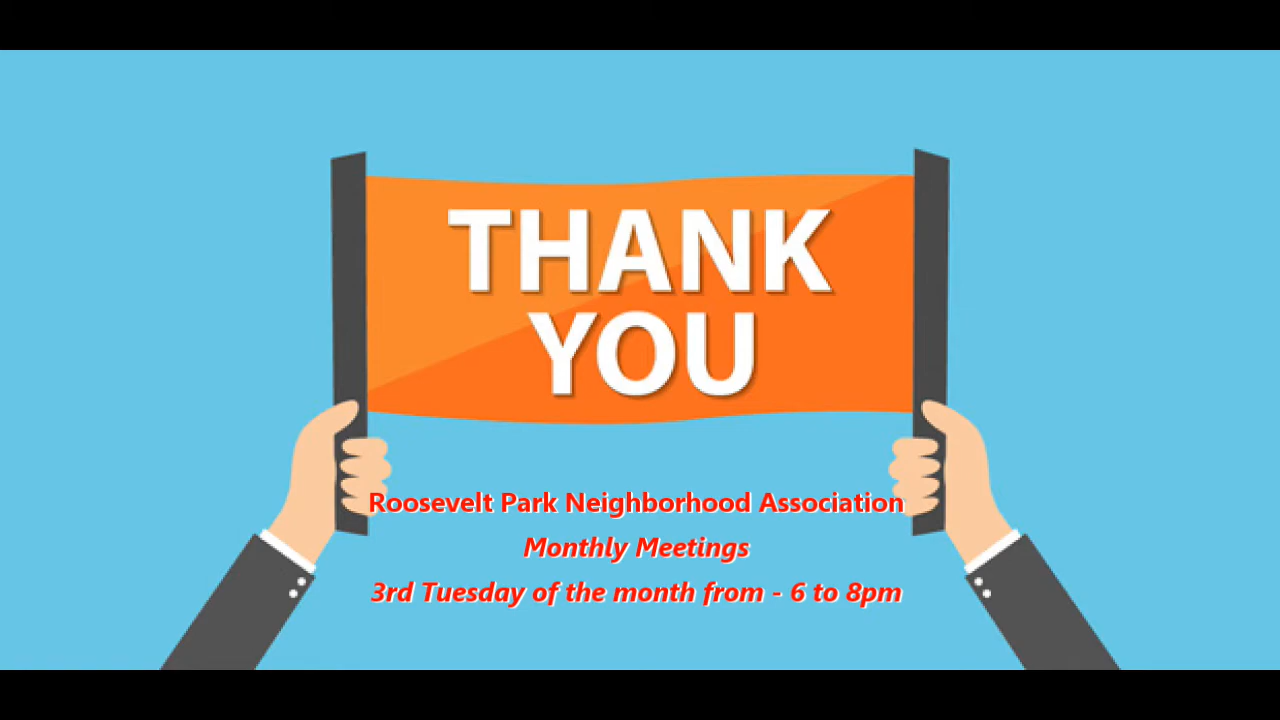 THANK
YOU
Roosevelt Park Neighborhood Association
Monthly Meetings
3rd Tuesday of the month from - 6 to 8pm